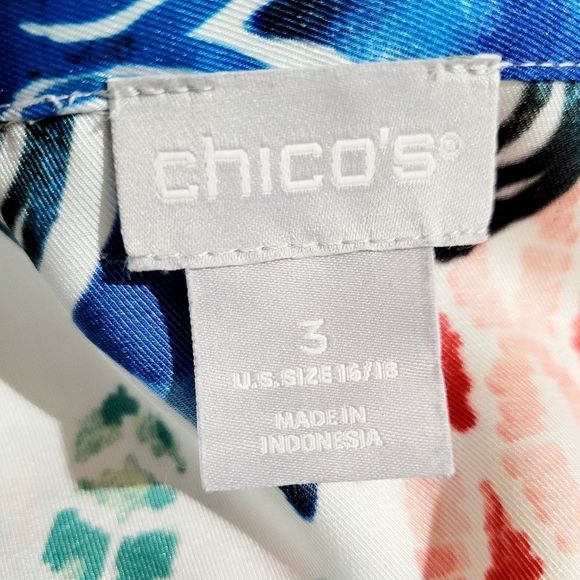 chico's®
3
U.S. SIZE 16/18
MADE IN
INDONESIA